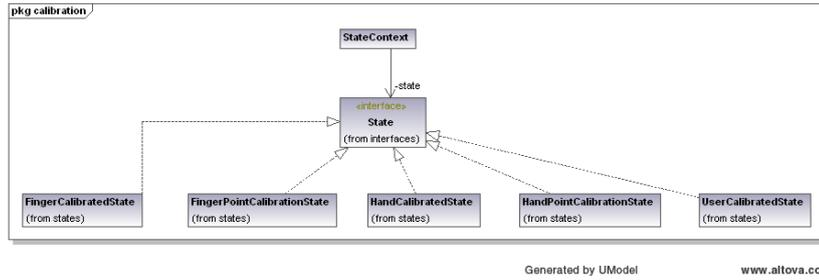 pkg calibration
StateContext
-state
«interface»
State
(from interfaces)
FingerCalibratedState
(from states)
FingerPointCalibrationState
(from states)
HandCalibratedState
(from states)
HandPointCalibrationState
(from states)
UserCalibratedState
(from states)
Generated by UModel
www.altova.co